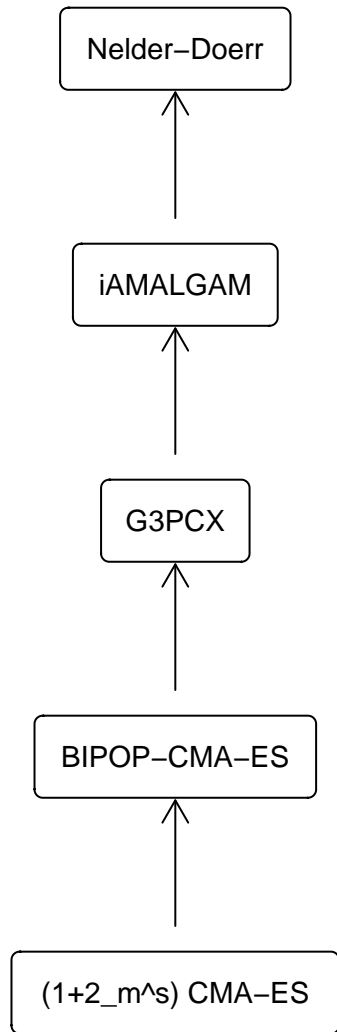 Nelder−Doerr
iAMALGAM
G3PCX
BIPOP−CMA−ES
(1+2_m^s) CMA−ES